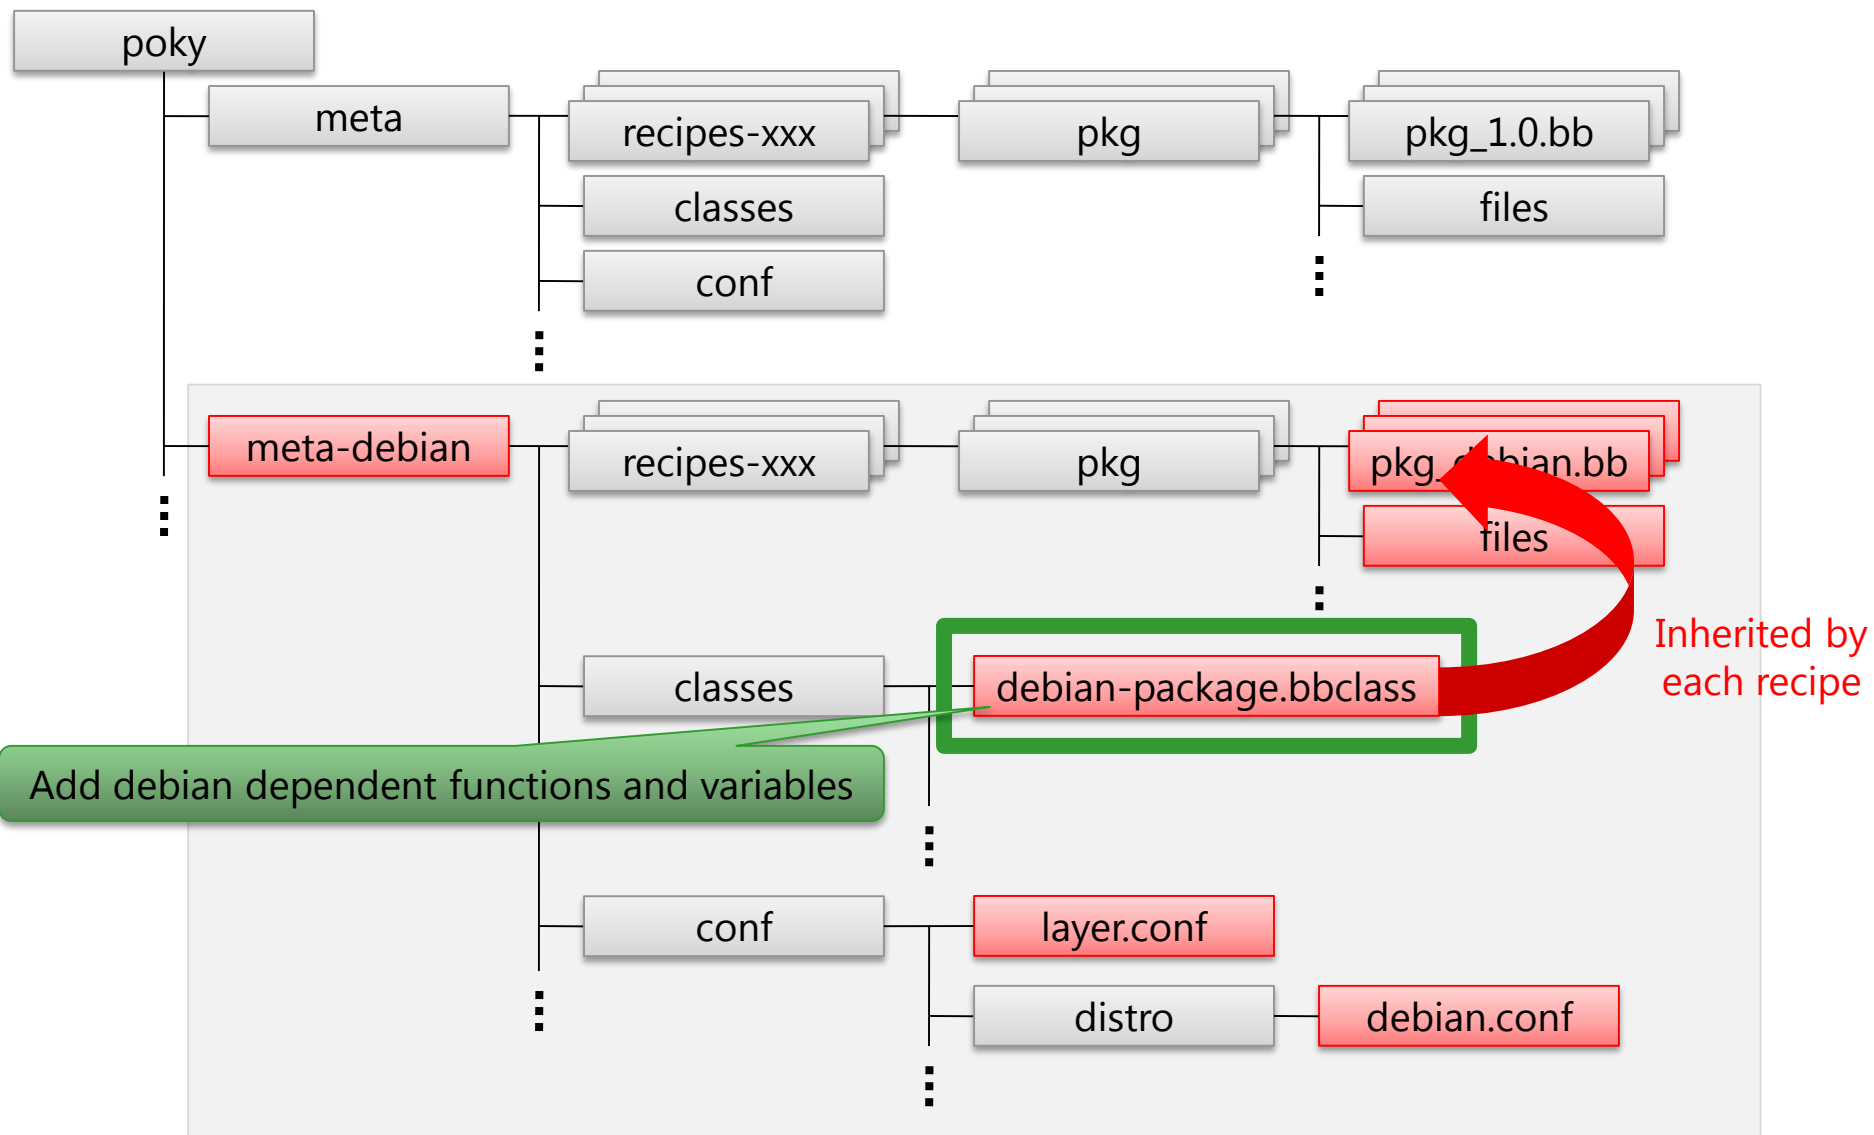 poky
meta
recipes-xxx
pkg
pkg_1.0.bb
classes
files
conf
meta-debian
recipes-xxx
pkg
pkg_debian.bb
files
Inherited by
each recipe
classes
debian-package.bbclass
Add debian dependent functions and variables
conf
layer.conf
distro
debian.conf